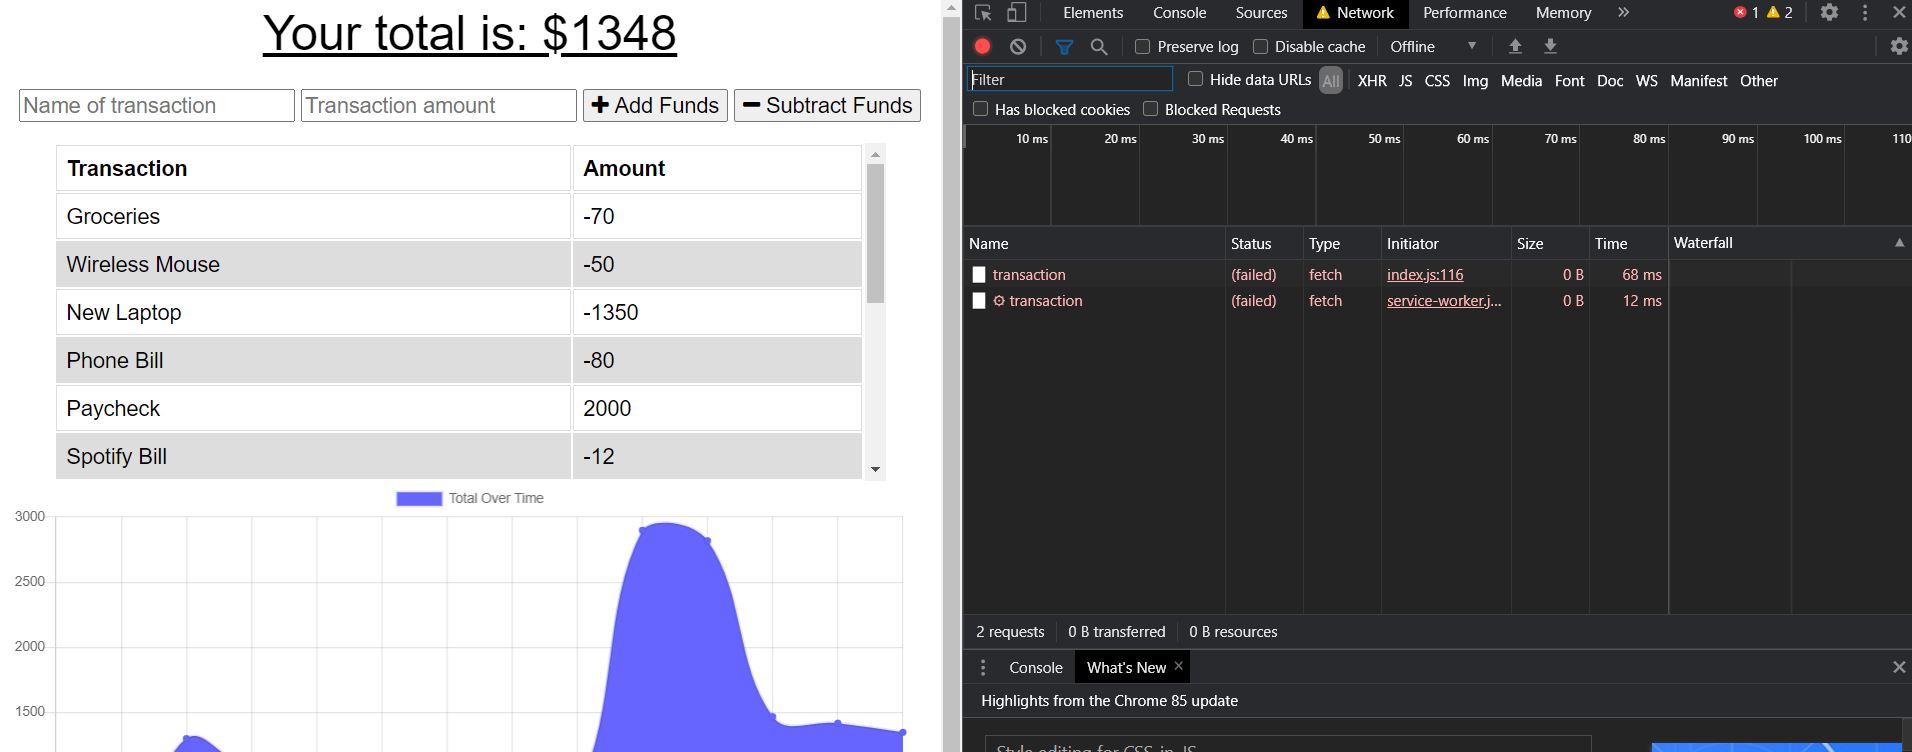 Your total is: $1348
Name of transaction Transaction amount Add Funds Subtract Funds
Transaction Amount
Groceries -70
Wireless Mouse -50
New Laptop -1350
Phone Bill -80
Paycheck 2000
Spotify Bill -12
Total Over Time
3000
2500
2000
1500
Elements Console Sources Network Performance Memory » 1 2
Preserve log Disable cache Offline
Filter Hide data URLs All XHR JS CSS Img Media Font Doc WS Manifest Other
Has blocked cookies Blocked Requests
10 ms 20 ms 30 ms 40 ms 50 ms 60 ms 70 ms 80 ms 90 ms 100 ms 110
Name Status Type Initiator Size Time Waterfall
transaction (failed) fetch index.js:116 0 B 68 ms
transaction (failed) fetch service-worker.j... 0 B 12 ms
2 requests 0 B transferred 0 B resources
Console What's New
Highlights from the Chrome 85 update
Style editing for CSS-in-JS